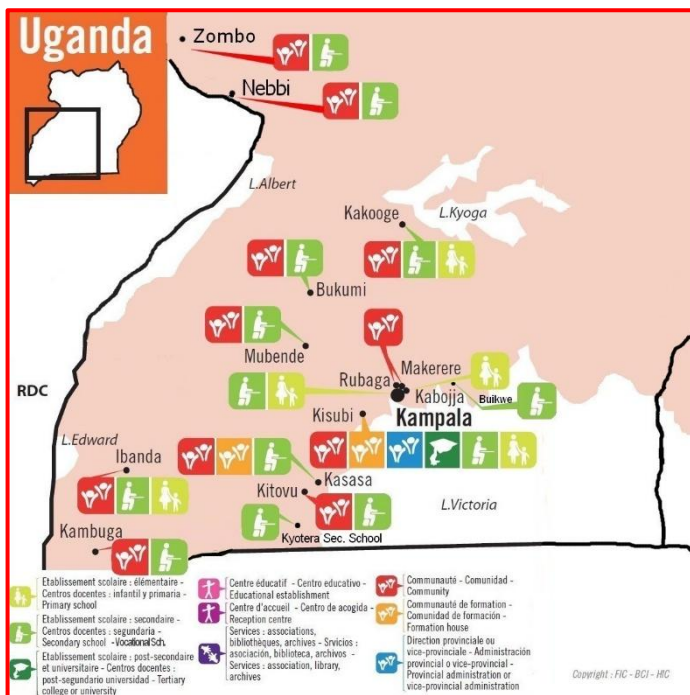 Uganda
Zombo
Nebbi
L.Albert
L.Kyoga
Kakooge
Bukumi
Mubende
RDC
Makerere
Rubaga
Kabojja
Buikwe
Kampala
Kisubi
L.Edward
Ibanda
Kasasa
Kitovu
L.Victoria
Kambuga
Kyotera Sec. School
Etablissement scolaire : élémentaire -
Centros docentes : infantil y primaria -
Primary school
Etablissement scolaire : secondaire -
Centros docentes : segundaria -
Secondary school - Vocational Sch.
Etablissement scolaire : post-secondaire
et universitaire - Centros docentes :
post-segundario universidad - Tertiary
college or university
Centre éducatif - Centro educativo -
Educational establishment
Centre d'accueil - Centro de acogida -
Reception centre
Services : associations,
bibliothèques, archives - Srvicios :
asociación, biblioteca, archivos -
Services : association, library,
archives
Communauté - Comunidad -
Community
Communauté de formation -
Comunidad de formación -
Formation house
Direction provinciale ou
vice-provinciale - Administración
provincial o vice-provincial -
Provincial administration or
vice-provincial administration
Copyright : FIC - BCI - HIC